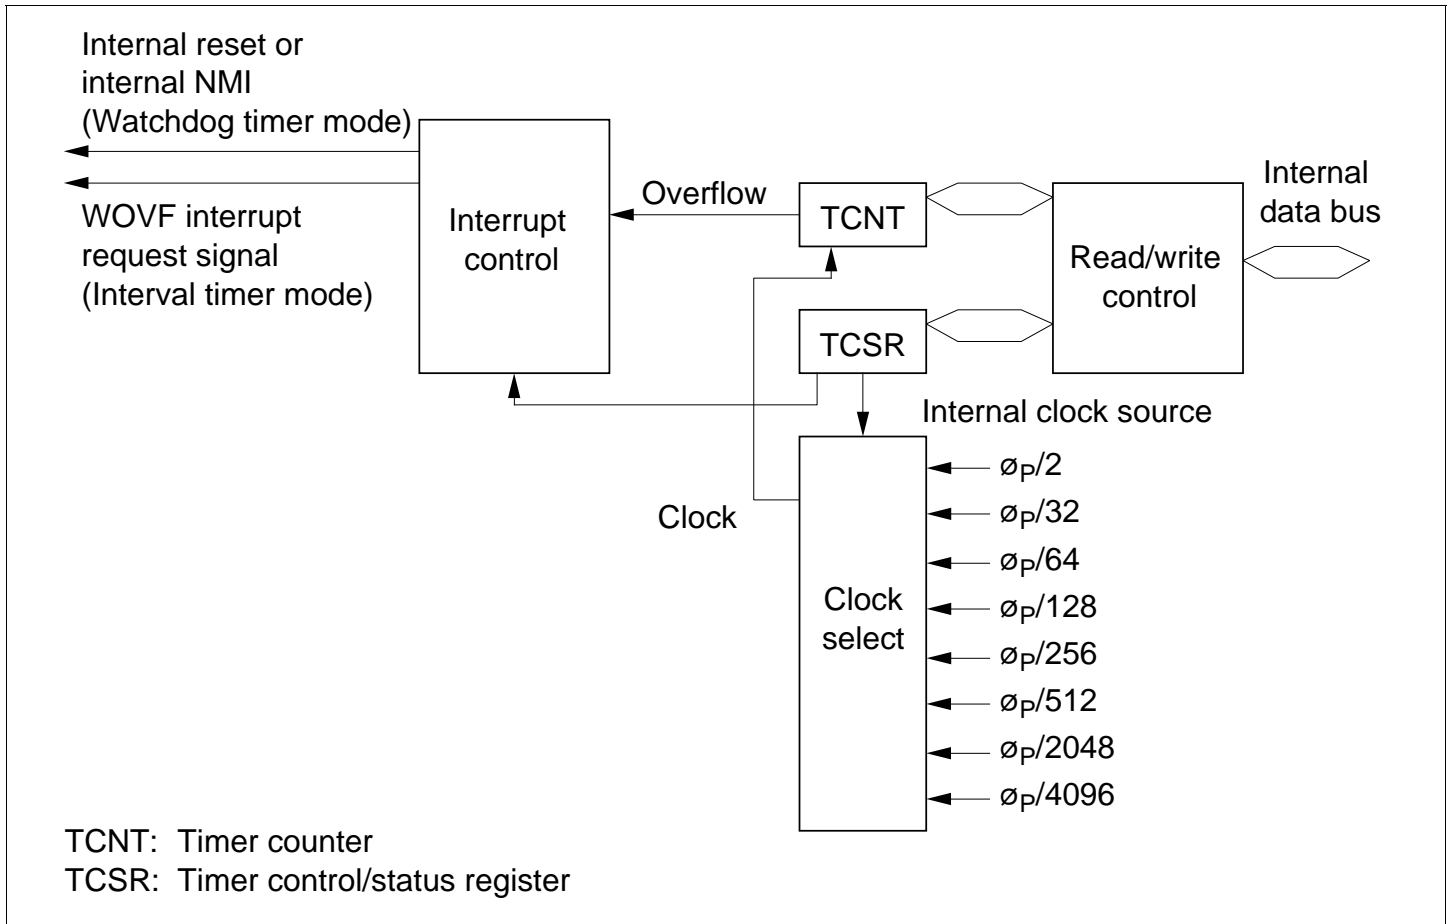 Internal reset or
internal NMI
(Watchdog timer mode)
WOVF interrupt
request signal
(Interval timer mode)
Interrupt
control
Overflow
TCNT
TCSR
Read/write
control
Internal
data bus
Internal clock source
Clock
Clock
select
øP/2
øP/32
øP/64
øP/128
øP/256
øP/512
øP/2048
øP/4096
TCNT: Timer counter
TCSR: Timer control/status register